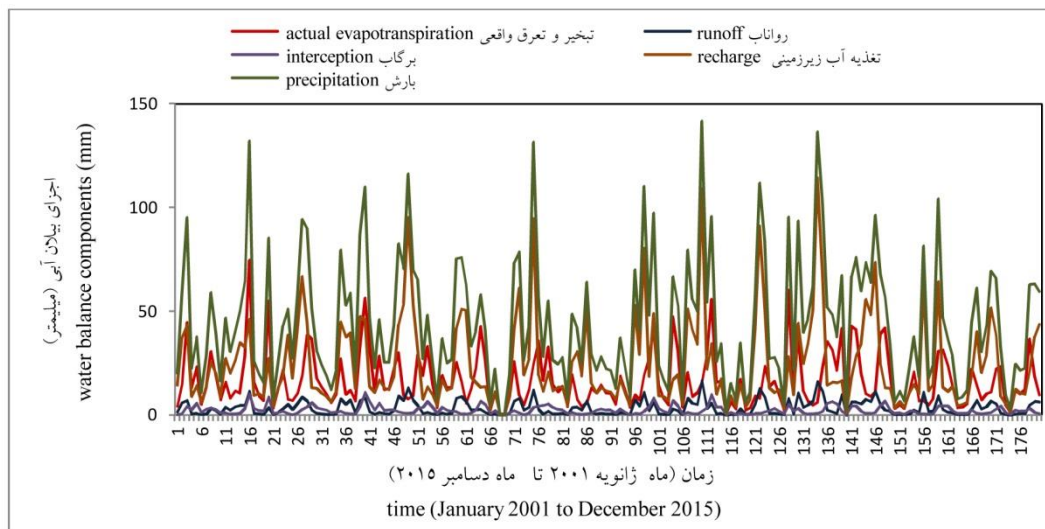 actual evapotranspiration تبخیر و تعرق واقعی
runoff رواناب
interception برگاب
recharge تغذیه آب زیرزمینی
precipitation بارش
اجزای بیلان آبی (میلیمتر)
water balance components (mm)
150
100
50
0
1 6 11 16 21 26 31 36 41 46 51 56 61 66 71 76 81 86 91 96 101 106 111 116 121 126 131 136 141 146 151 156 161 166 171 176
زمان (ماه ژانویه ۲۰۰۱ تا ماه دسامبر ۲۰۱۵)
time (January 2001 to December 2015)